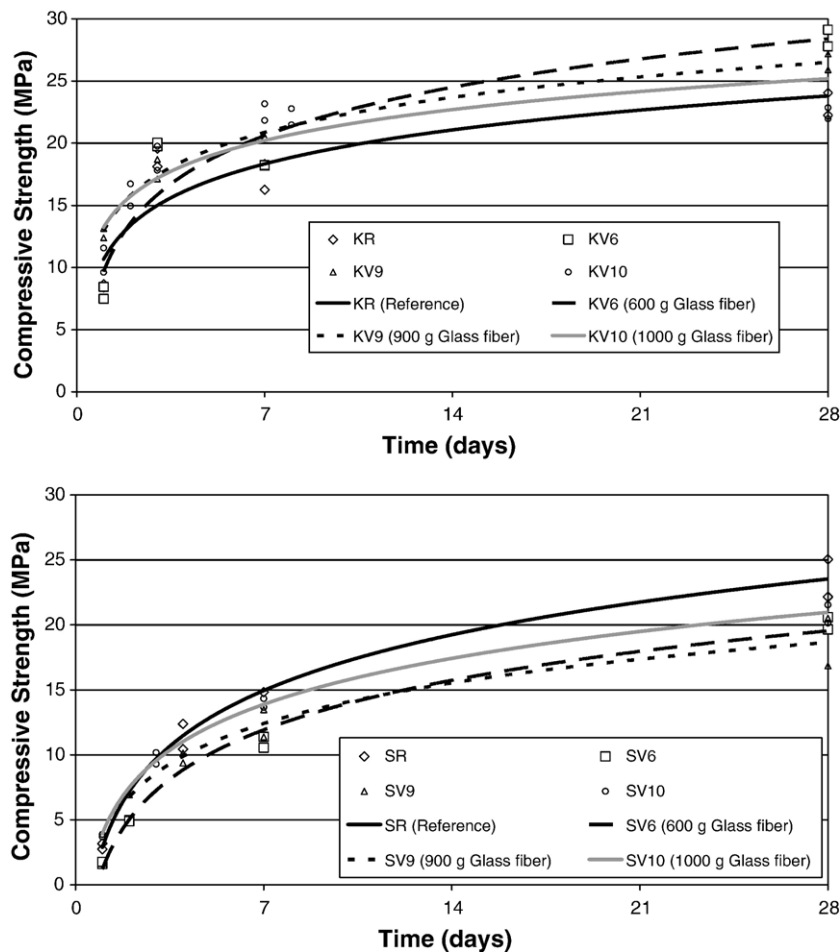 30
25
20
15
10
5
0
Compressive Strength (MPa)
KR KV6
KV9 KV10
KR (Reference) KV6 (600 g Glass fiber)
KV9 (900 g Glass fiber) KV10 (1000 g Glass fiber)
0 7 14 21 28
Time (days)
30
25
20
15
10
5
0
Compressive Strength (MPa)
SR SV6
SV9 SV10
SR (Reference) SV6 (600 g Glass fiber)
SV9 (900 g Glass fiber) SV10 (1000 g Glass fiber)
0 7 14 21 28
Time (days)